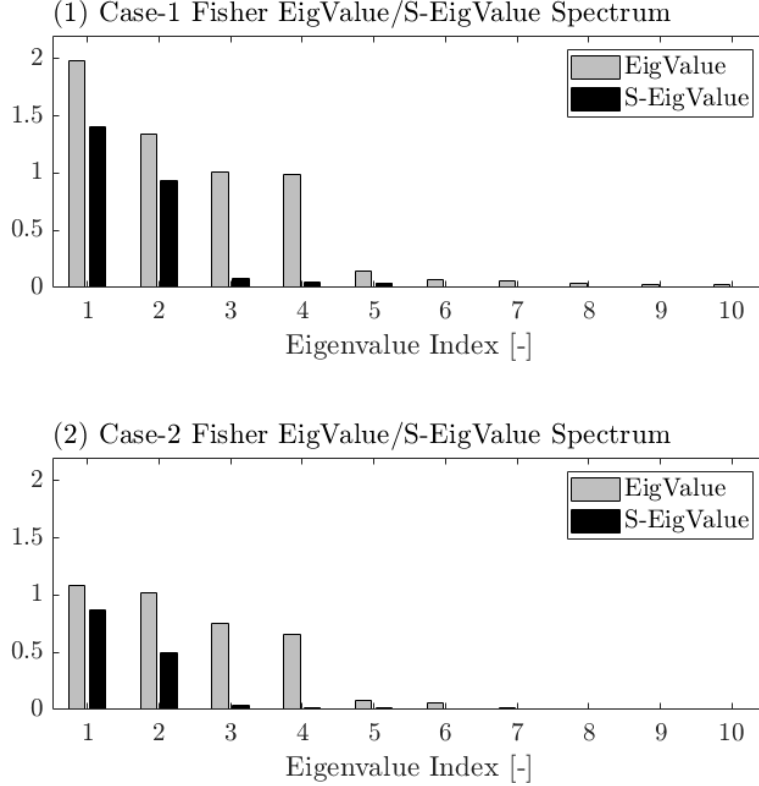 (1) Case-1 Fisher EigValue/S-EigValue Spectrum
2
1.5
1
0.5
0
EigValue
S-EigValue
1 2 3 4 5 6 7 8 9 10
Eigenvalue Index [-]
(2) Case-2 Fisher EigValue/S-EigValue Spectrum
2
1.5
1
0.5
0
EigValue
S-EigValue
1 2 3 4 5 6 7 8 9 10
Eigenvalue Index [-]